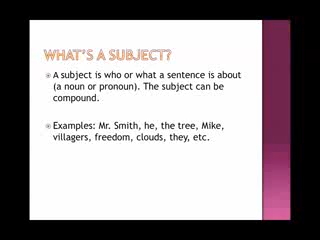 WHAT'S A SUBJECT?
A subject is who or what a sentence is about
(a noun or pronoun). The subject can be
compound.
Examples: Mr. Smith, he, the tree, Mike,
villagers, freedom, clouds, they, etc.